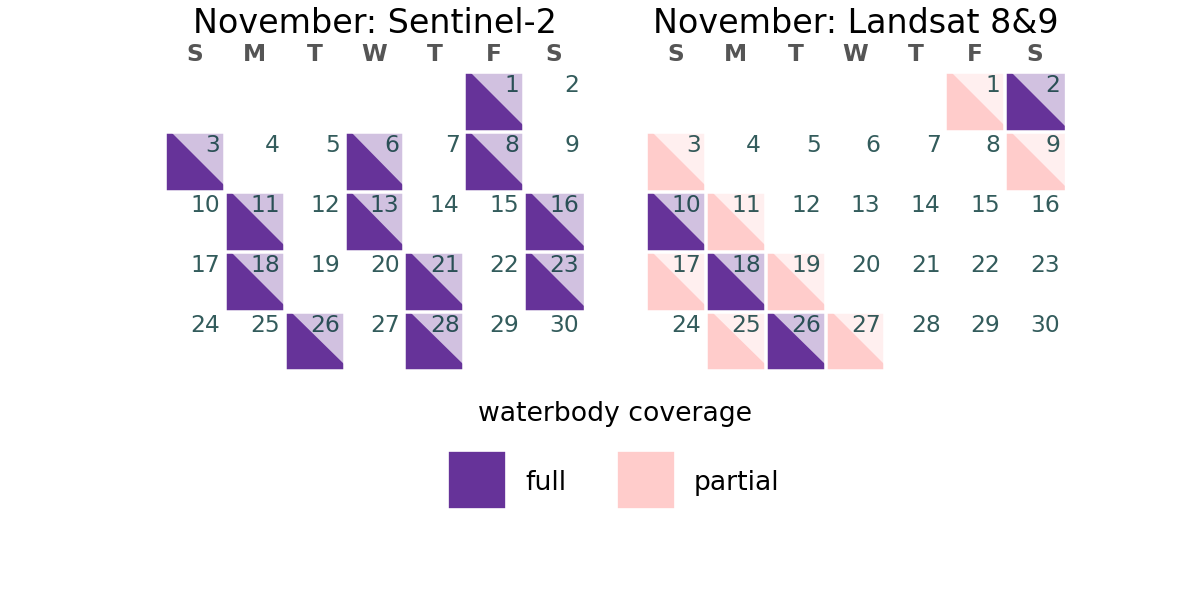 November: Sentinel-2
S M T W T F S
1 2
3 4 5 6 7 8 9
10 11 12 13 14 15 16
17 18 19 20 21 22 23
24 25 26 27 28 29 30
November: Landsat 8&9
S M T W T F S
1 2
3 4 5 6 7 8 9
10 11 12 13 14 15 16
17 18 19 20 21 22 23
24 25 26 27 28 29 30
waterbody coverage
full
partial